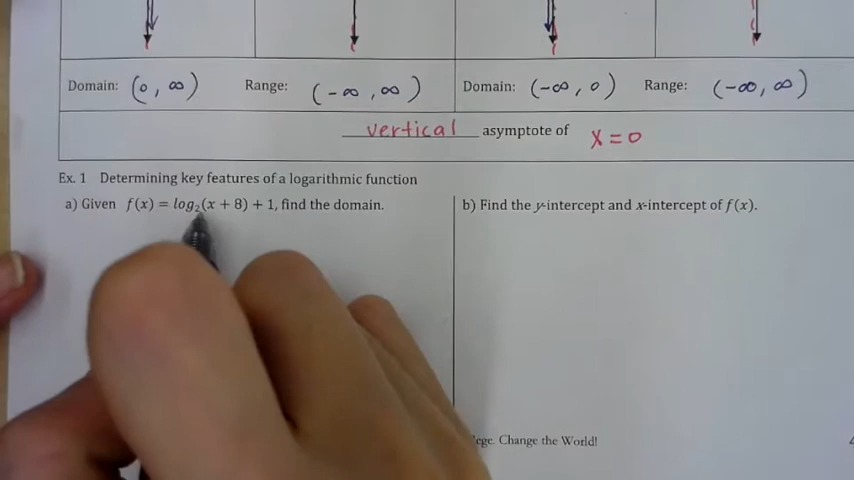 Domain: (0, ∞) Range: (-∞, ∞) Domain: (-∞, 0) Range: (-∞, ∞)
vertical asymptote of x = 0
Ex. 1 Determining key features of a logarithmic function
a) Given f(x) = log₂(x + 8) + 1, find the domain.
b) Find the y-intercept and x-intercept of f(x).
ege. Change the World!
4